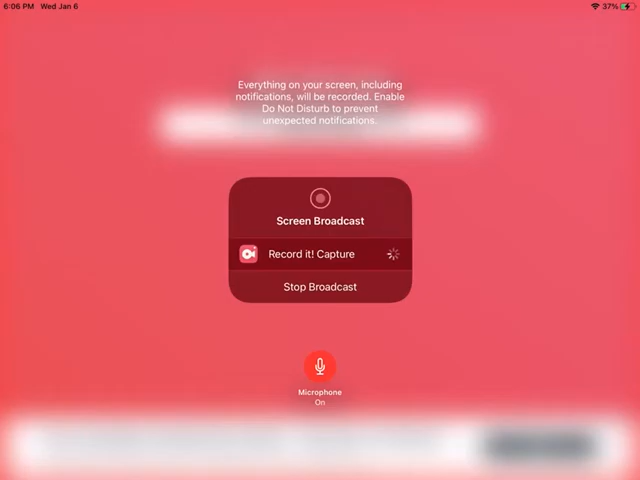 6:06 PM Wed Jan 6 37%
Everything on your screen, including
notifications, will be recorded. Enable
Do Not Disturb to prevent
unexpected notifications.
Screen Broadcast
Record it! Capture
Stop Broadcast
Microphone
On